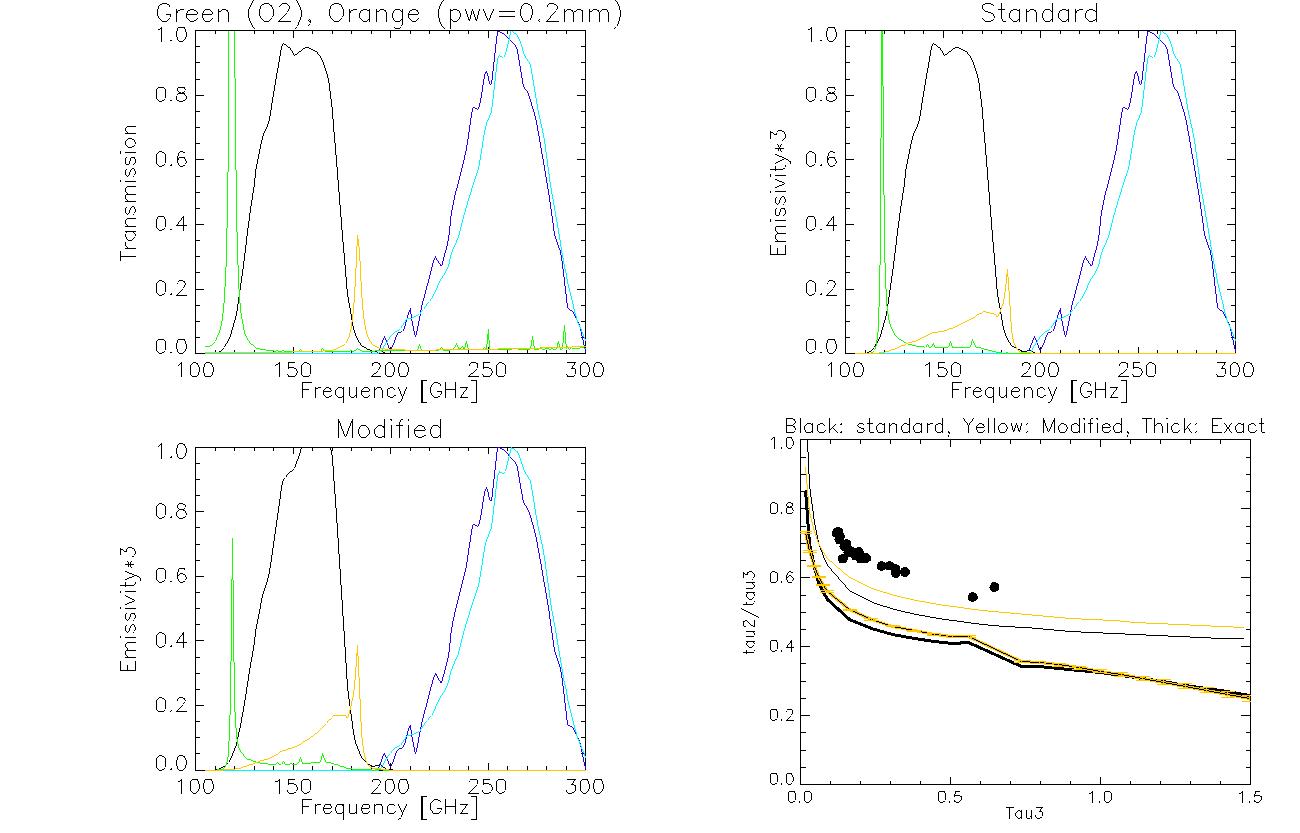 Green (O2), Orange (pwv=0.2mm)
Transmission
1.0
0.8
0.6
0.4
0.2
0.0
100 150 200 250 300
Frequency [GHz]
Standard
Emissivity*3
1.0
0.8
0.6
0.4
0.2
0.0
100 150 200 250 300
Frequency [GHz]
Modified
Emissivity*3
1.0
0.8
0.6
0.4
0.2
0.0
100 150 200 250 300
Frequency [GHz]
Black: standard, Yellow: Modified, Thick: Exact
tau2/tau3
1.0
0.8
0.6
0.4
0.2
0.0
0.0 0.5 1.0 1.5
Tau3